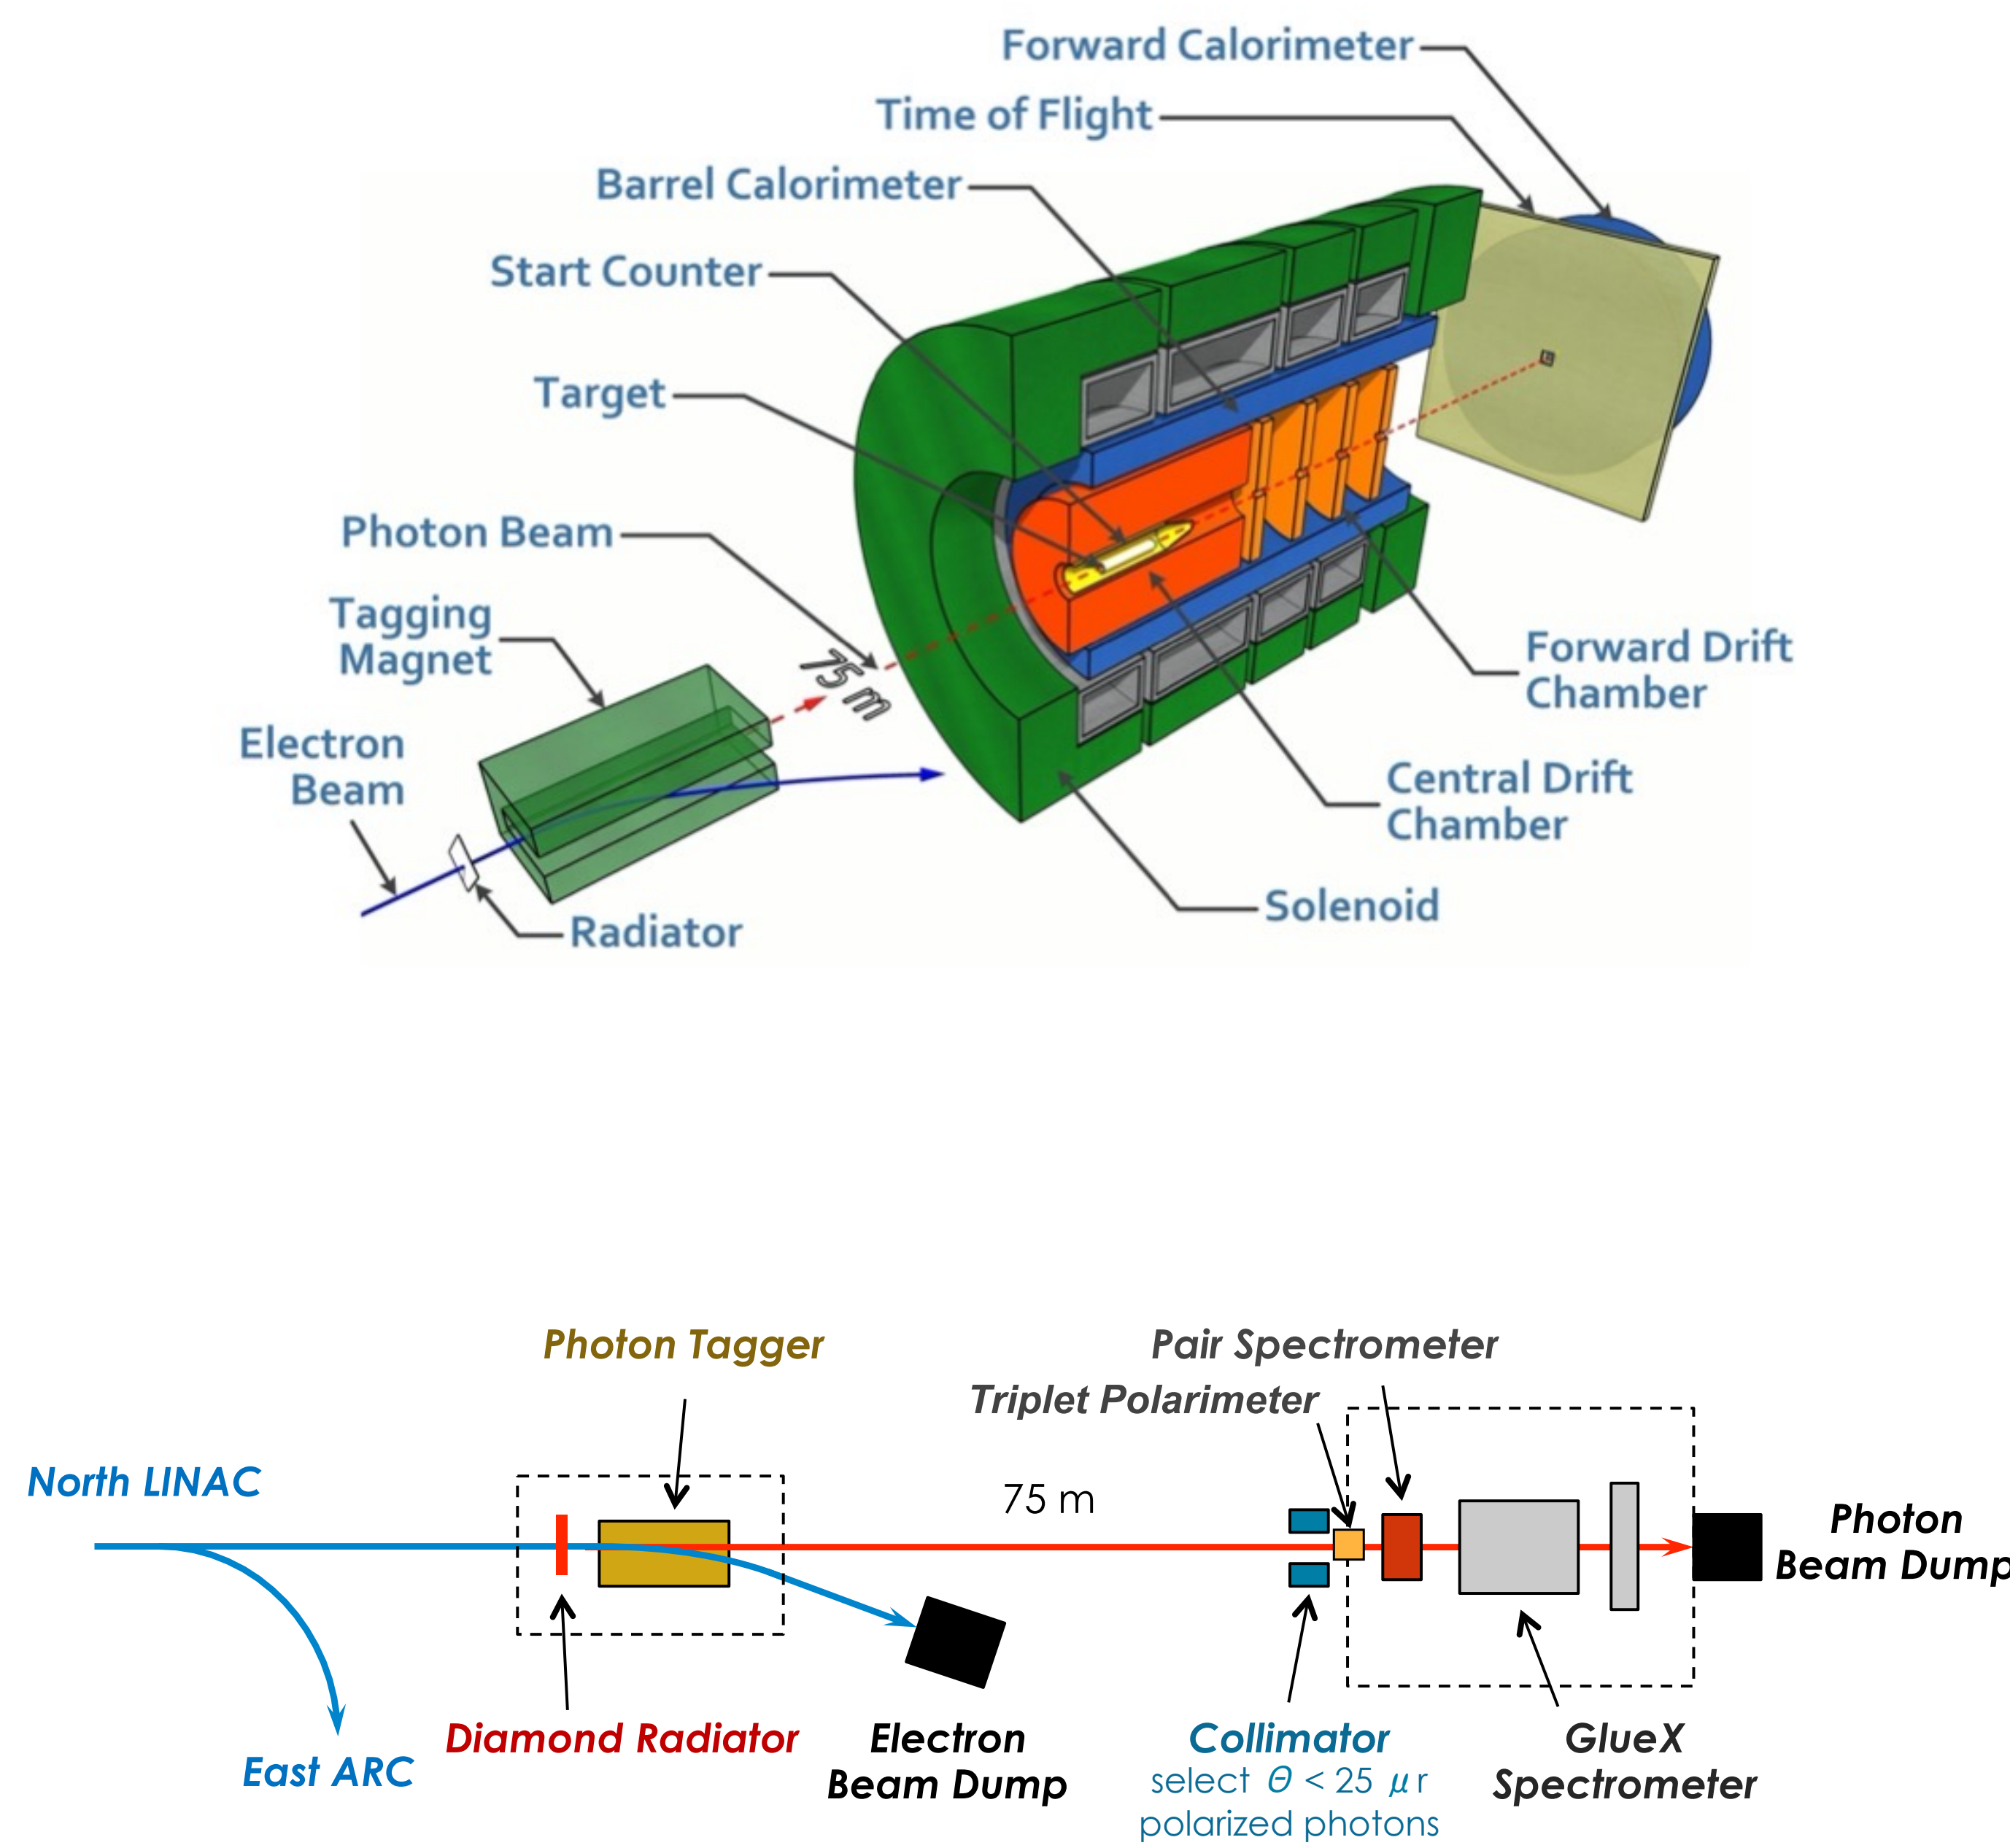 Forward Calorimeter
Time of Flight
Barrel Calorimeter
Start Counter
Target
Photon Beam
Tagging
Magnet
Electron
Beam
Radiator
75 m
Forward Drift
Chamber
Central Drift
Chamber
Solenoid
Photon Tagger
Pair Spectrometer
Triplet Polarimeter
North LINAC
75 m
Photon
Beam Dump
East ARC
Diamond Radiator
Electron
Beam Dump
Collimator
select Θ < 25 μr
polarized photons
GlueX
Spectrometer